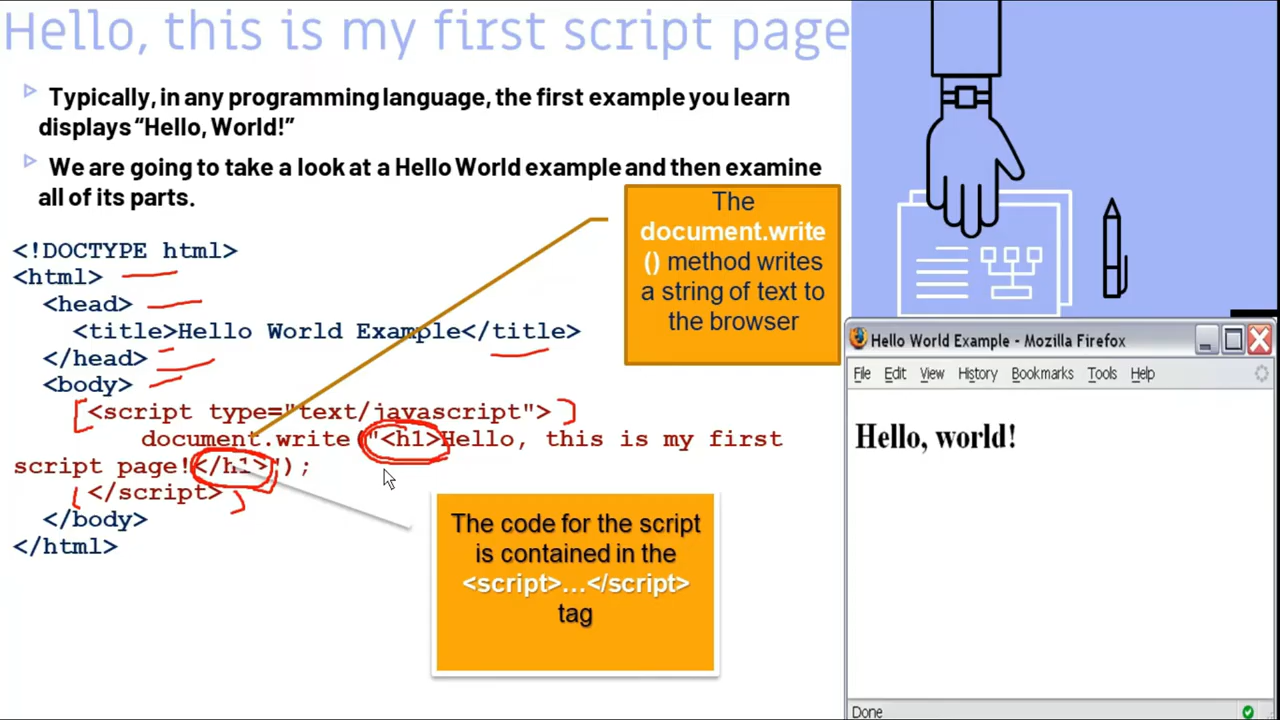 Hello, this is my first script page
Typically, in any programming language, the first example you learn
displays “Hello, World!”
We are going to take a look at a Hello World example and then examine
all of its parts.
<!DOCTYPE html>
<html>
<head>
<title>Hello World Example</title>
</head>
<body>
<script type="text/javascript">
document.write("<h1>Hello, this is my first
script page!</h1>");
</script>
</body>
</html>
The
document.write
() method writes
a string of text to
the browser
The code for the script
is contained in the
<script>…</script>
tag
Hello World Example - Mozilla Firefox
File Edit View History Bookmarks Tools Help
Hello, world!
Done